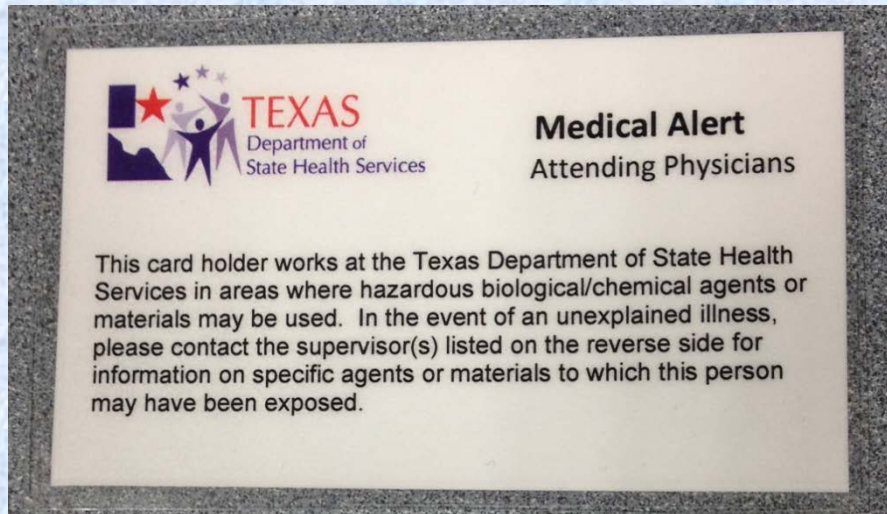 TEXAS
Department of
State Health Services
Medical Alert
Attending Physicians
This card holder works at the Texas Department of State Health
Services in areas where hazardous biological/chemical agents or
materials may be used. In the event of an unexplained illness,
please contact the supervisor(s) listed on the reverse side for
information on specific agents or materials to which this person
may have been exposed.